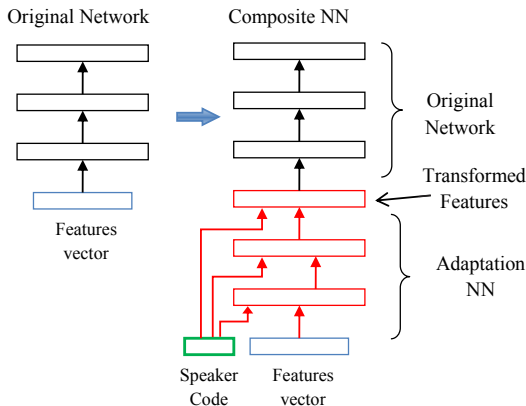 Original Network
Composite NN
Original
Network
Transformed
Features
Features
vector
Adaptation
NN
Speaker
Code
Features
vector